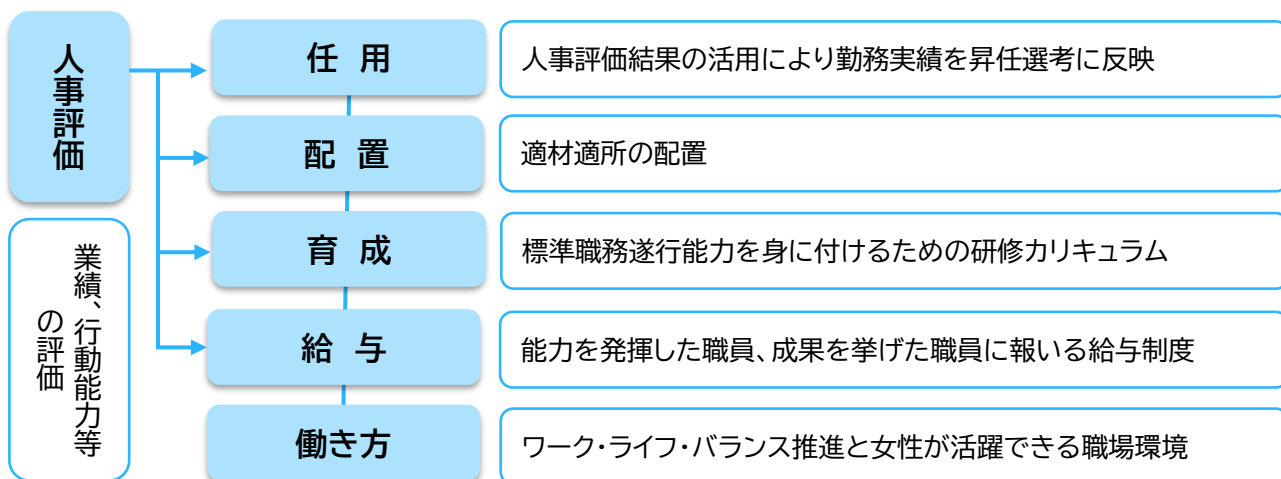 人事評価
業績、行動能力等
の評価
任 用
人事評価結果の活用により勤務実績を昇任選考に反映
配 置
適材適所の配置
育 成
標準職務遂行能力を身に付けるための研修カリキュラム
給 与
能力を発揮した職員、成果を挙げた職員に報いる給与制度
働き方
ワーク・ライフ・バランス推進と女性が活躍できる職場環境